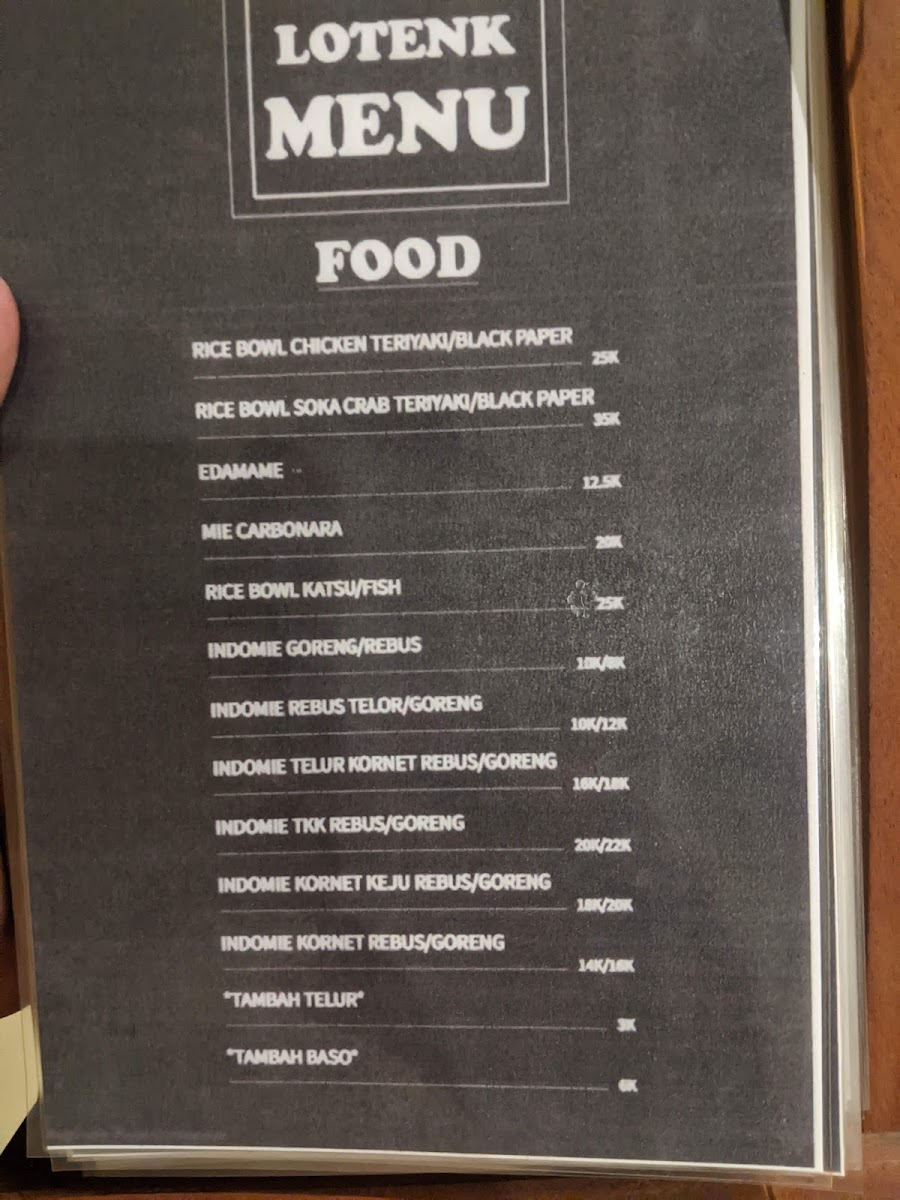 LOTENK
MENU
FOOD
RICE BOWL CHICKEN TERIYAKI/BLACK PAPER
25K
RICE BOWL SOKA CRAB TERIYAKI/BLACK PAPER
35K
EDAMAME
12.5K
MIE CARBONARA
20K
RICE BOWL KATSU/FISH
25K
INDOMIE GORENG/REBUS
10K/8K
INDOMIE REBUS TELOR/GORENG
10K/12K
INDOMIE TELUR KORNET REBUS/GORENG
16K/18K
INDOMIE TKK REBUS/GORENG
20K/22K
INDOMIE KORNET KEJU REBUS/GORENG
18K/20K
INDOMIE KORNET REBUS/GORENG
14K/16K
*TAMBAH TELUR*
3K
*TAMBAH BASO*
6K